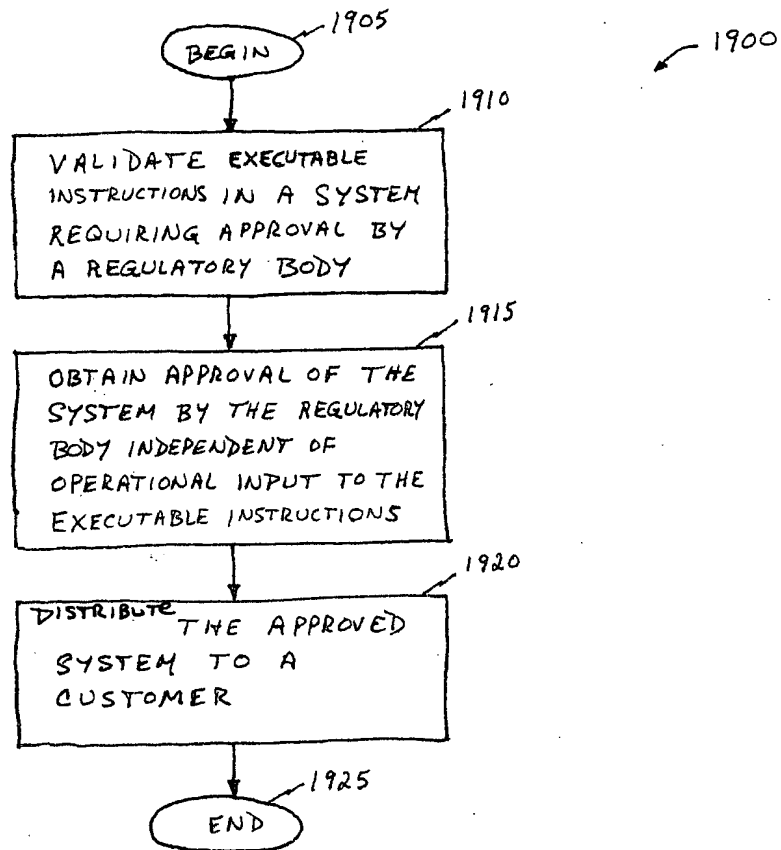 1905
BEGIN
1900
1910
VALIDATE EXECUTABLE
INSTRUCTIONS IN A SYSTEM
REQUIRING APPROVAL BY
A REGULATORY BODY
1915
OBTAIN APPROVAL OF THE
SYSTEM BY THE REGULATORY
BODY INDEPENDENT OF
OPERATIONAL INPUT TO THE
EXECUTABLE INSTRUCTIONS
1920
DISTRIBUTE THE APPROVED
SYSTEM TO A
CUSTOMER
1925
END